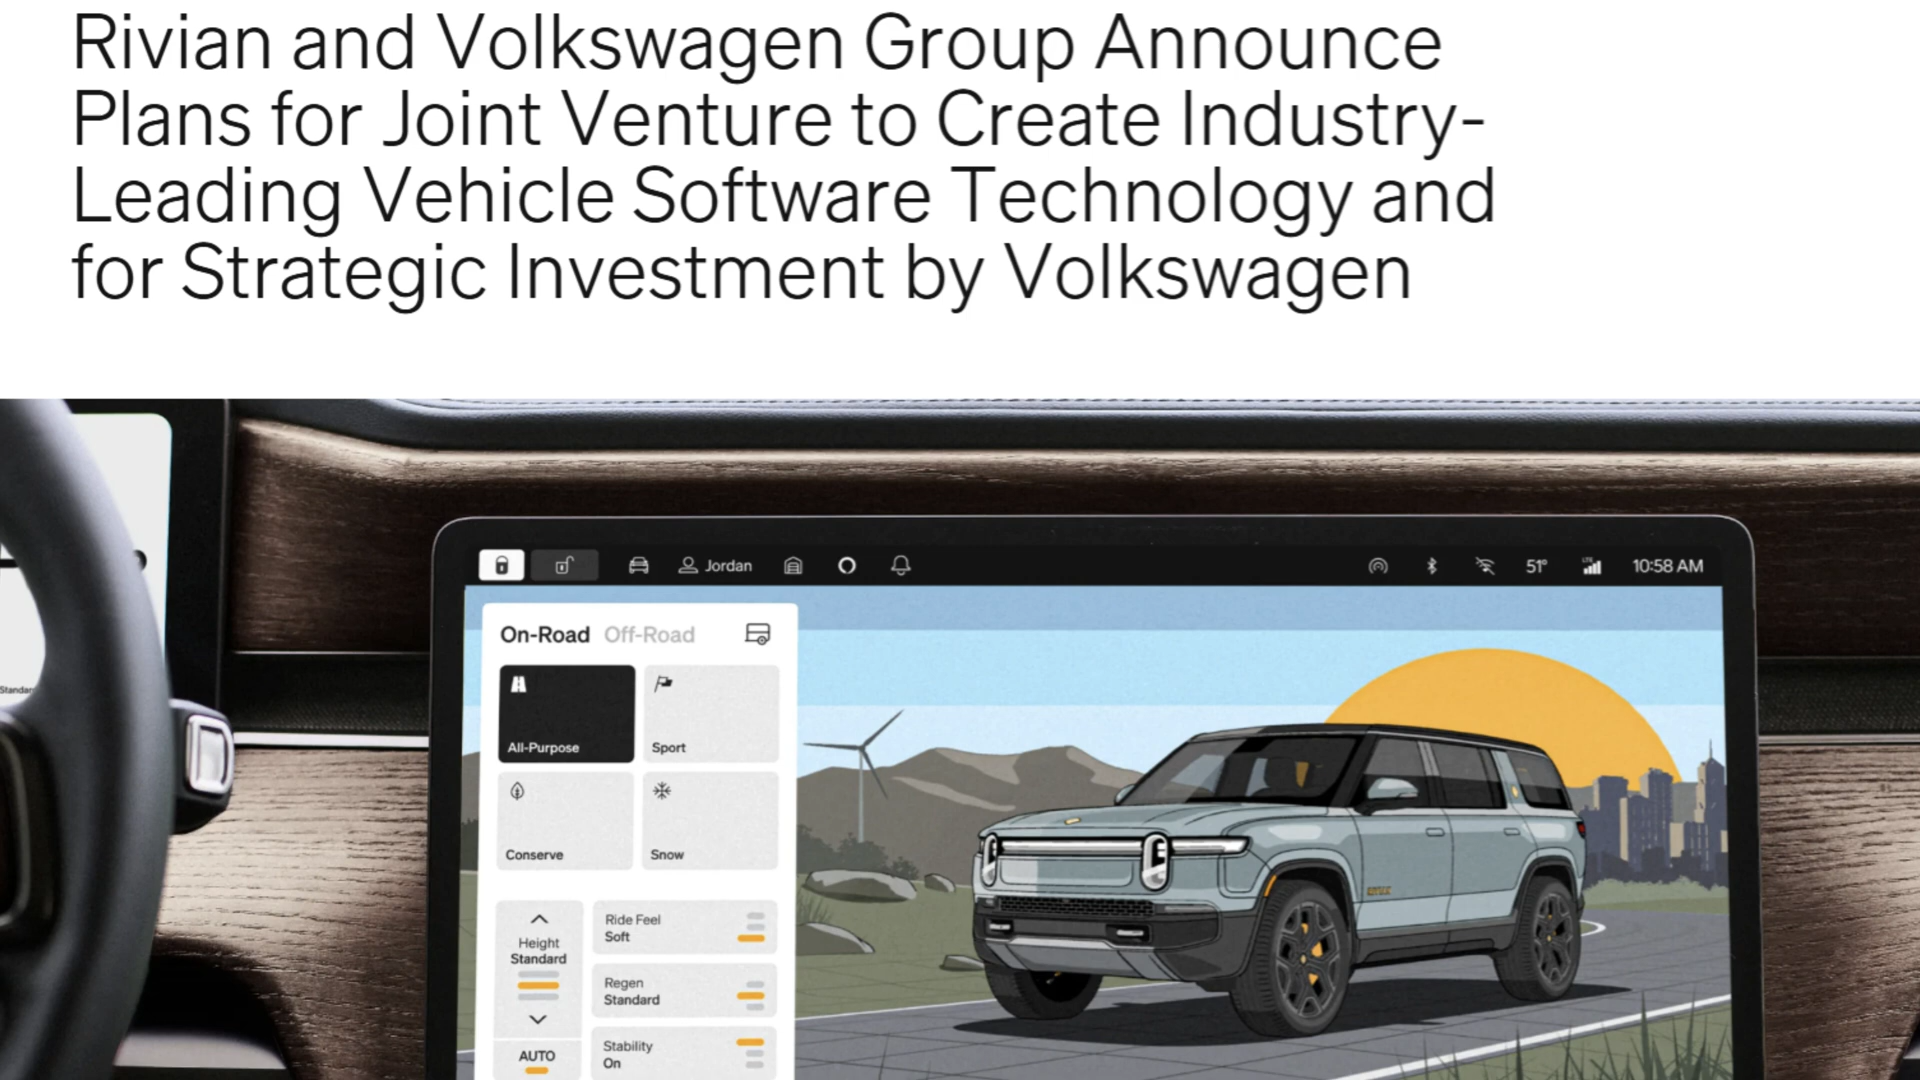 Rivian and Volkswagen Group Announce
Plans for Joint Venture to Create Industry-
Leading Vehicle Software Technology and
for Strategic Investment by Volkswagen
Jordan
51°
LTE
10:58 AM
On-Road Off-Road
All-Purpose
Sport
Conserve
Snow
Height
Standard
AUTO
Ride Feel
Soft
Regen
Standard
Stability
On
Standard